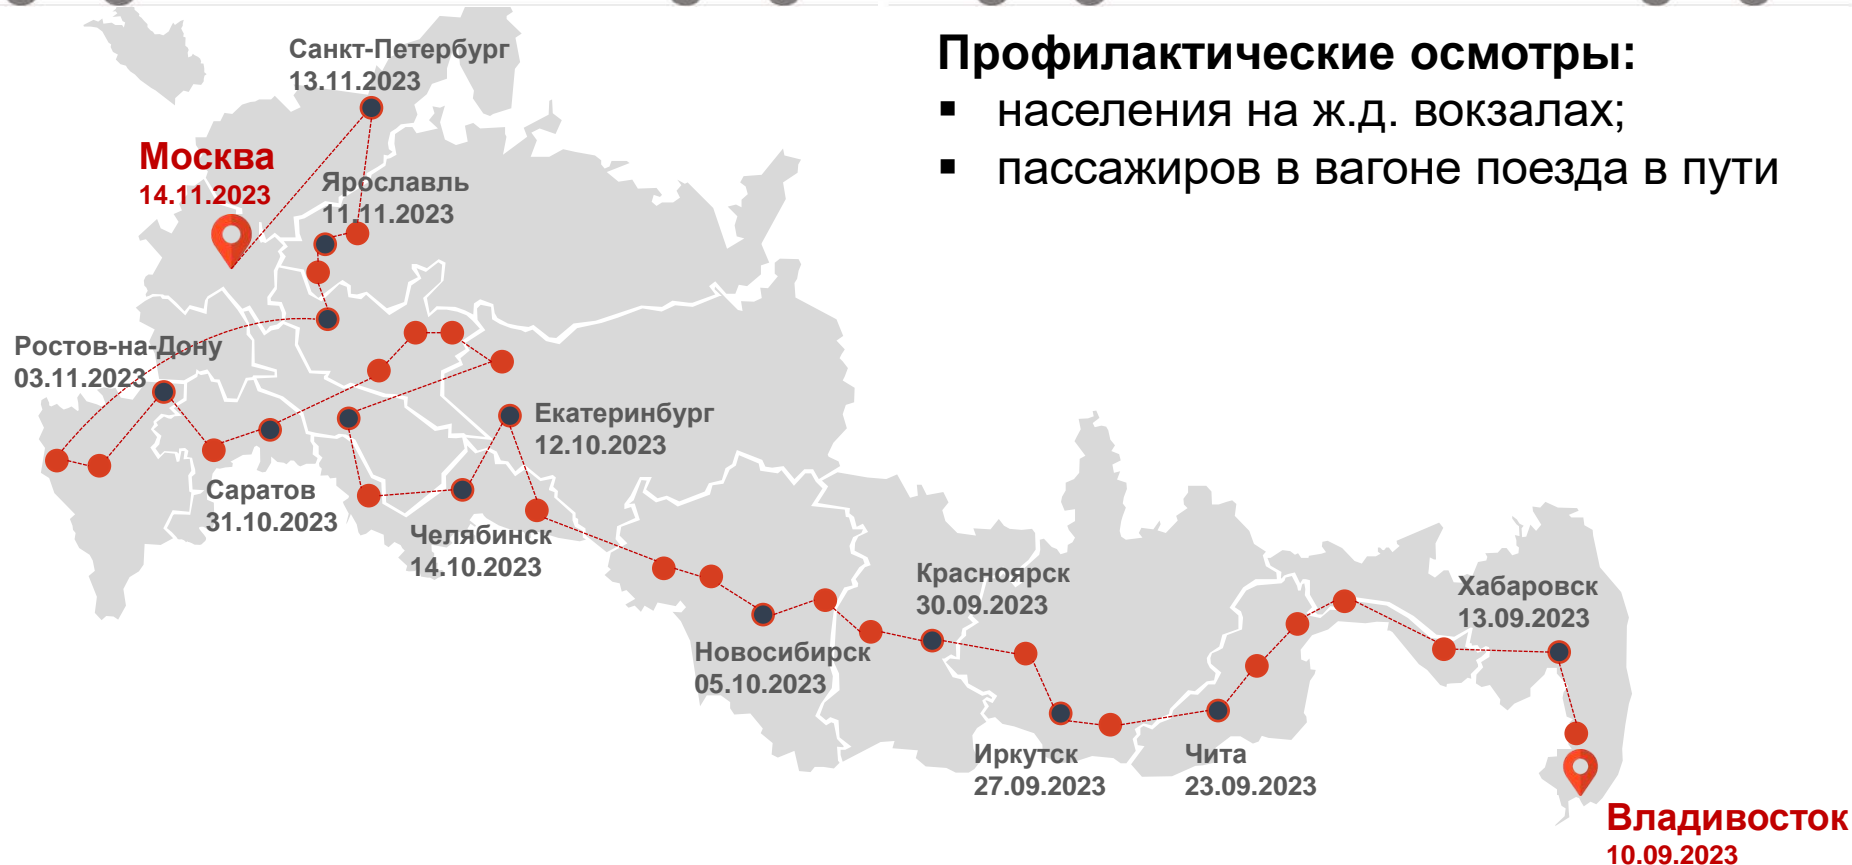 Профилактические осмотры:
▪ населения на ж.д. вокзалах;
▪ пассажиров в вагоне поезда в пути
Санкт-Петербург
13.11.2023
Москва
14.11.2023
Ярославль
11.11.2023
Ростов-на-Дону
03.11.2023
Екатеринбург
12.10.2023
Саратов
31.10.2023
Челябинск
14.10.2023
Красноярск
30.09.2023
Хабаровск
13.09.2023
Новосибирск
05.10.2023
Иркутск
27.09.2023
Чита
23.09.2023
Владивосток
10.09.2023